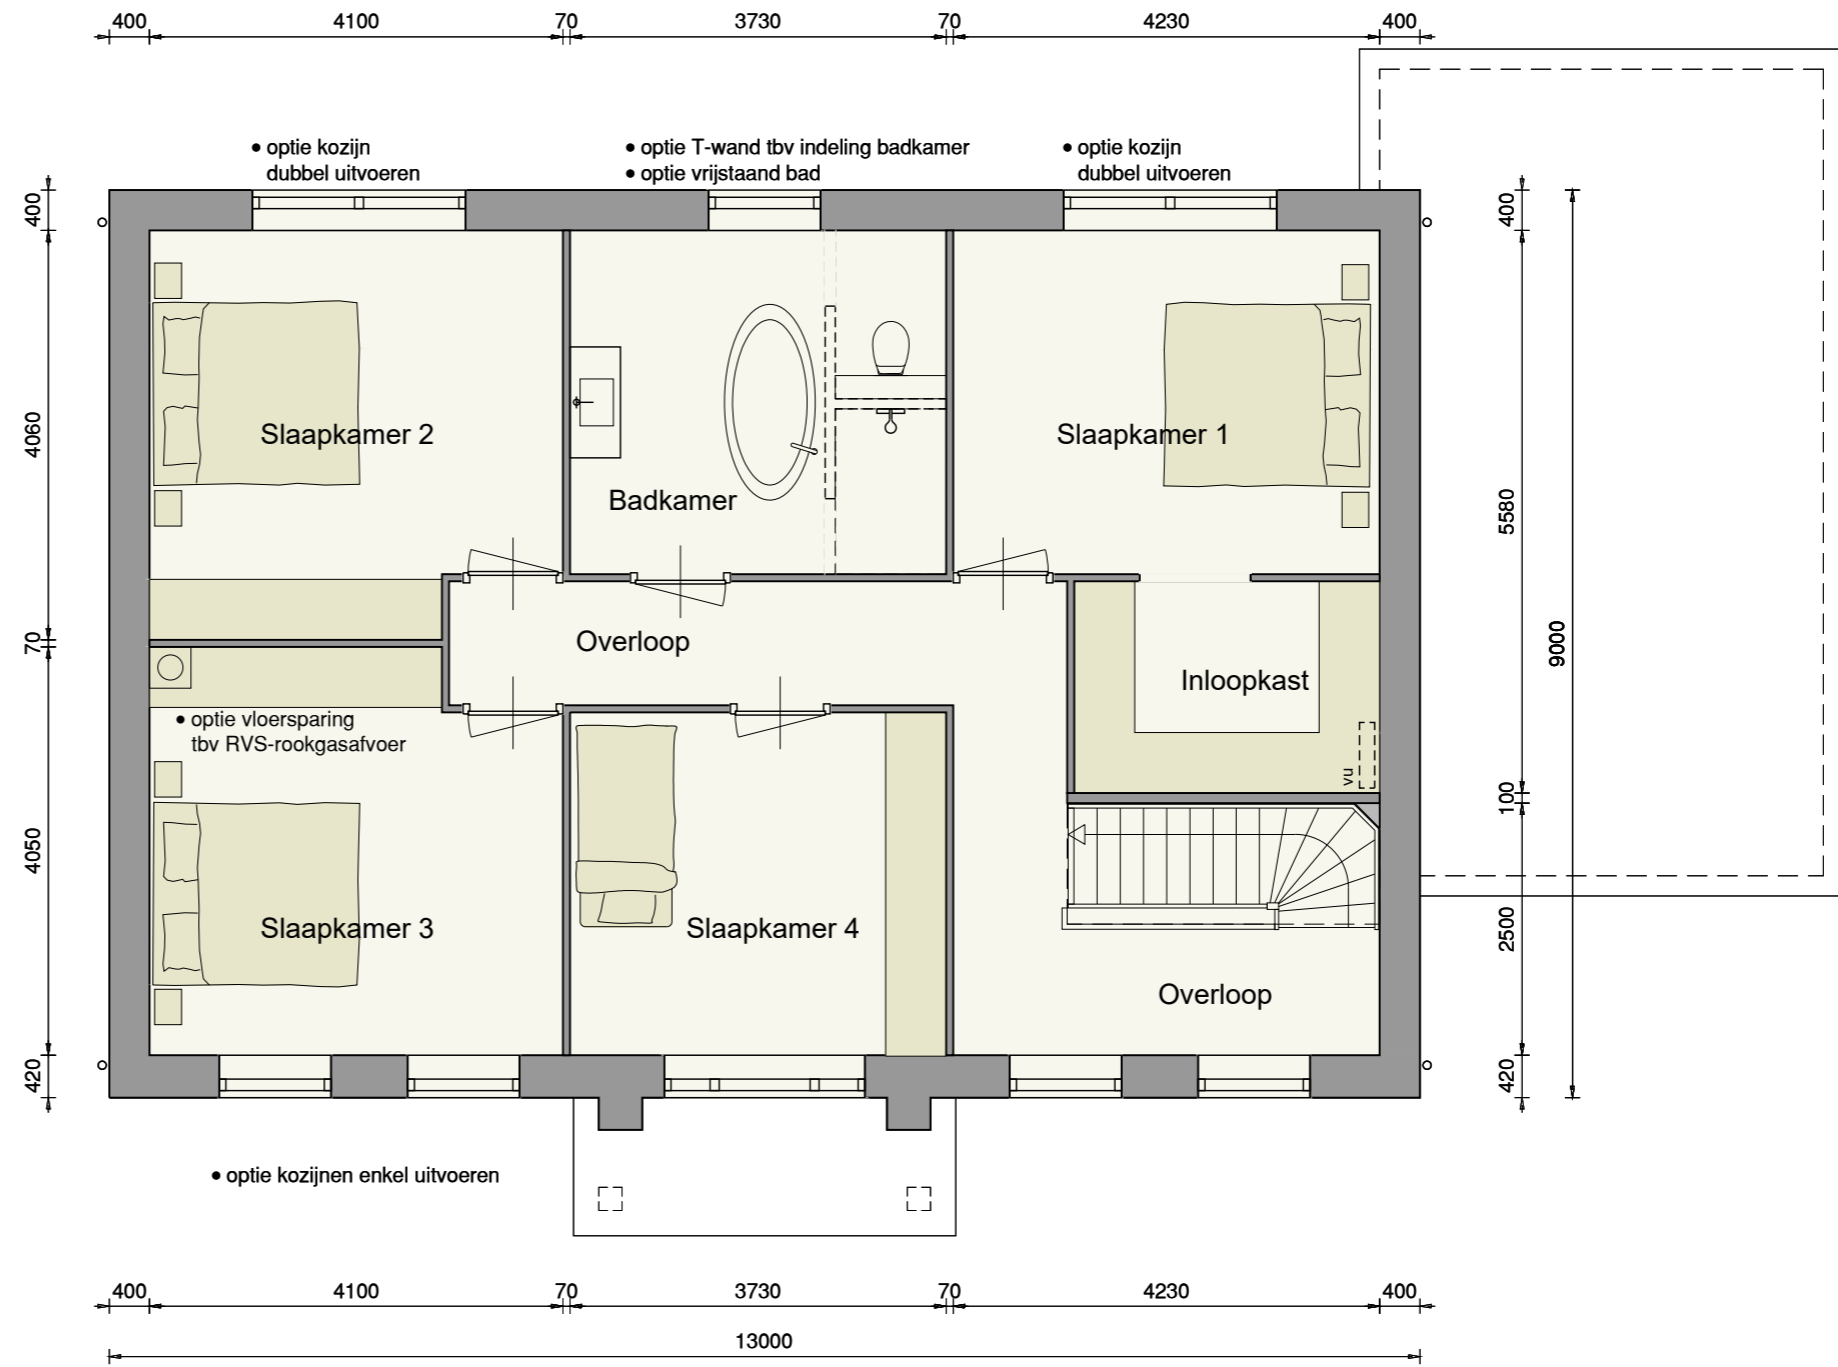 400 4100 70 3730 70 4230 400
• optie kozijn
dubbel uitvoeren
• optie T-wand tbv indeling badkamer
• optie vrijstaand bad
• optie kozijn
dubbel uitvoeren
400
4060
70
4050
420
400
5580
100
2500
420
9000
Slaapkamer 2
Badkamer
Slaapkamer 1
Overloop
Inloopkast
vu
• optie vloersparing
tbv RVS-rookgasafvoer
Slaapkamer 3
Slaapkamer 4
Overloop
• optie kozijnen enkel uitvoeren
400 4100 70 3730 70 4230 400
13000